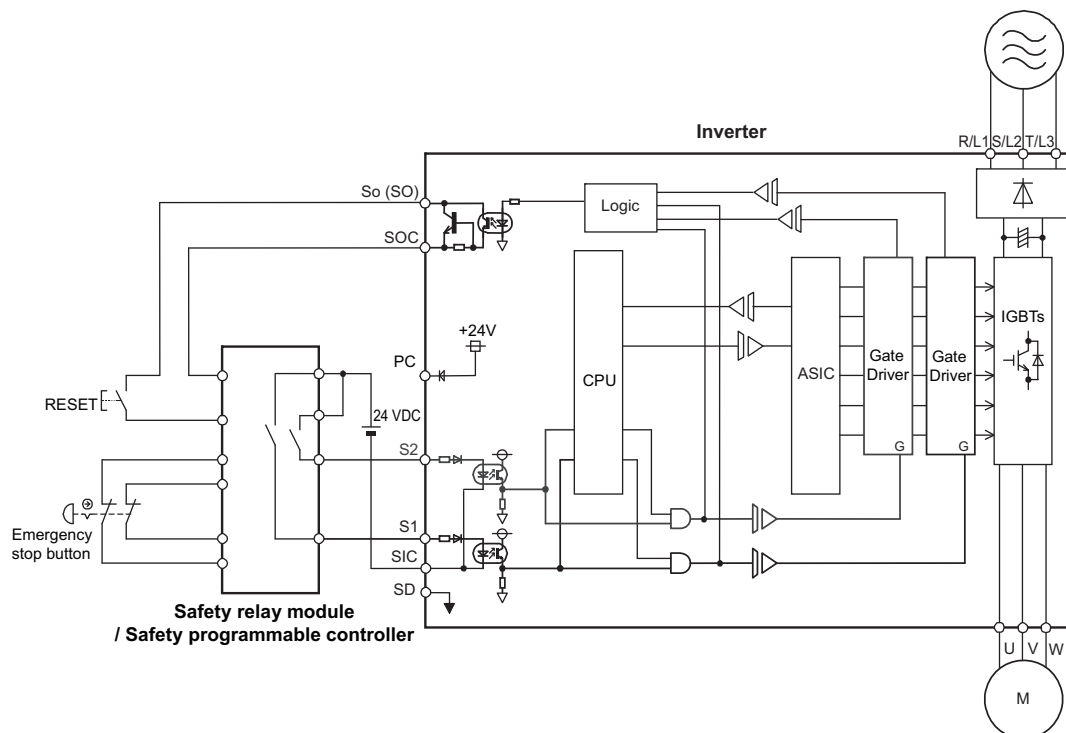 Inverter
R/L1 S/L2 T/L3
So (SO)
Logic
SOC
+24V
PC
IGBTs
CPU
ASIC
Gate
Driver
Gate
Driver
RESET
24 VDC
S2
G
G
Emergency
stop button
S1
SIC
SD
Safety relay module
/ Safety programmable controller
U
V
W
M